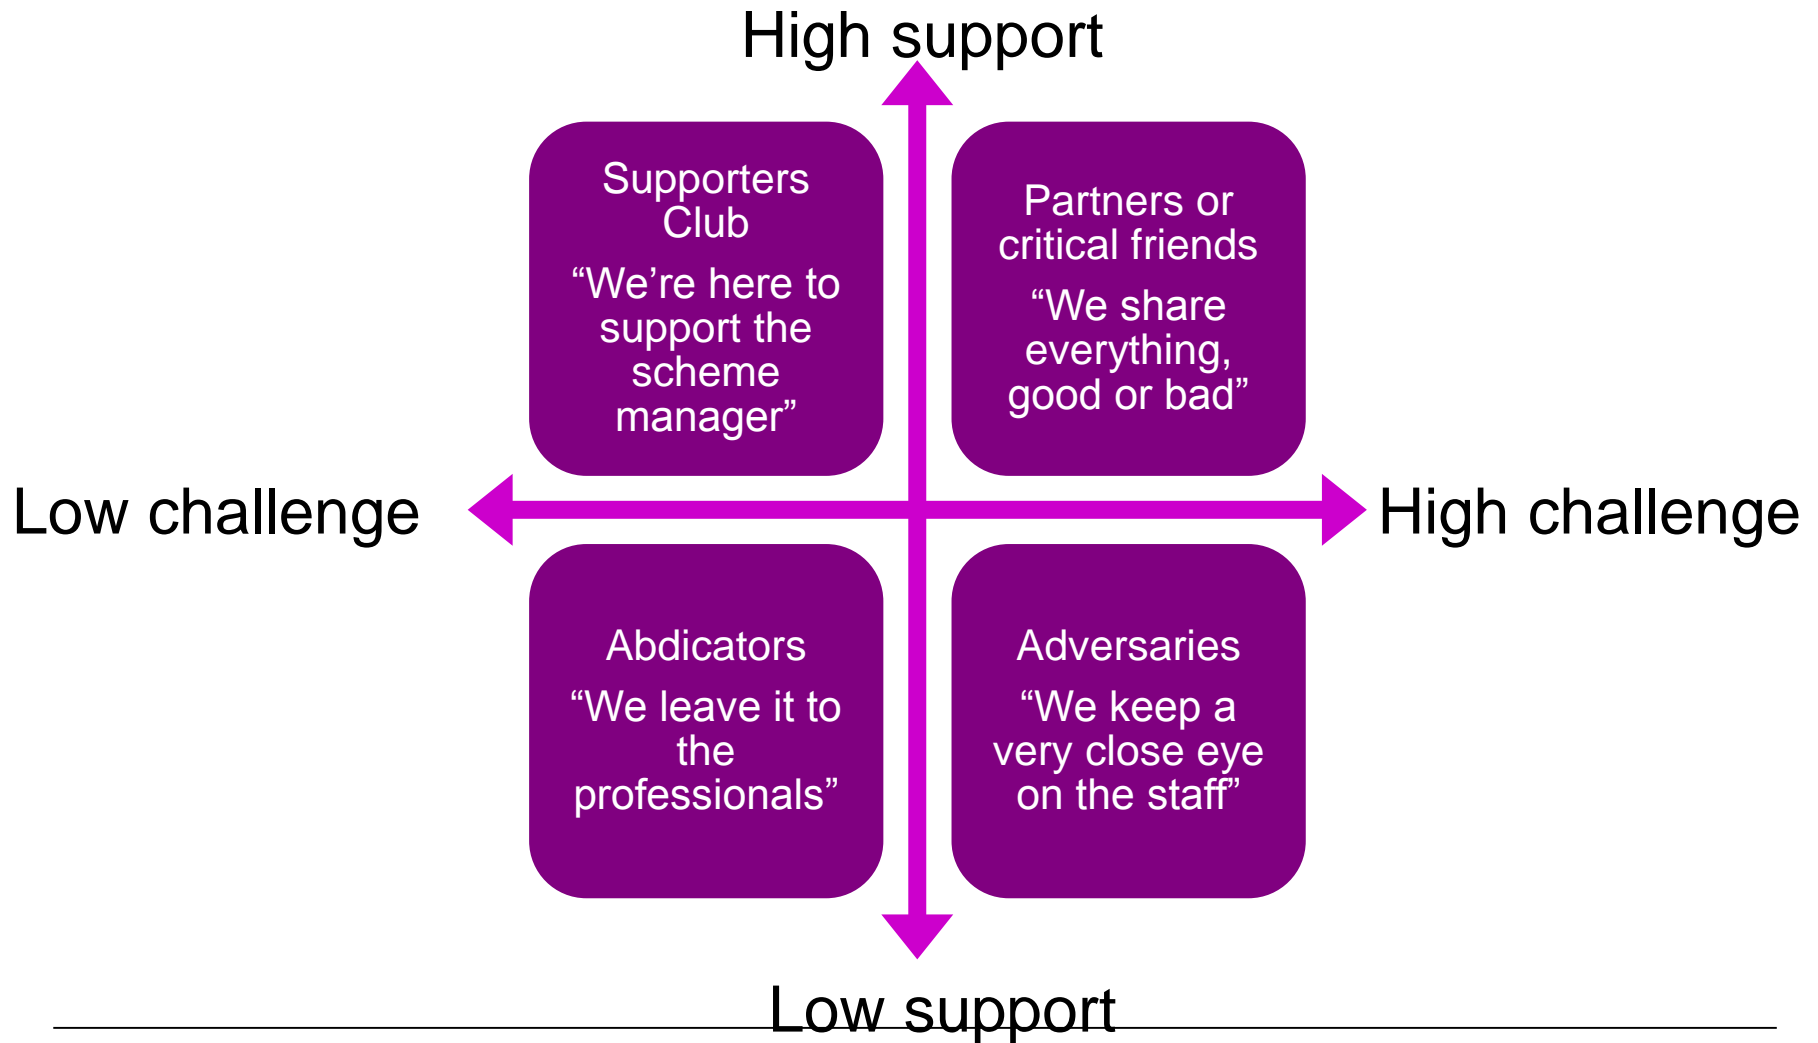 High support
Supporters
Club
“We’re here to
support the
scheme
manager”
Partners or
critical friends
“We share
everything,
good or bad”
Low challenge
High challenge
Abdicators
“We leave it to
the
professionals”
Adversaries
“We keep a
very close eye
on the staff”
Low support